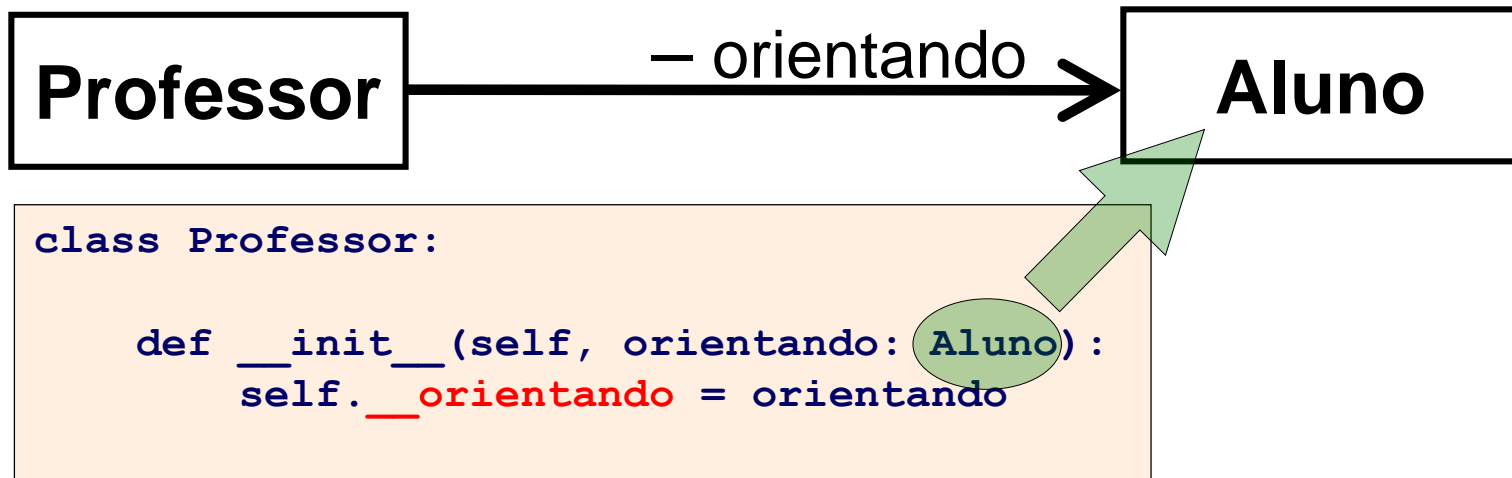 – orientando
Professor
Aluno
class Professor:
def __init__(self, orientando: Aluno):
self.__orientando = orientando